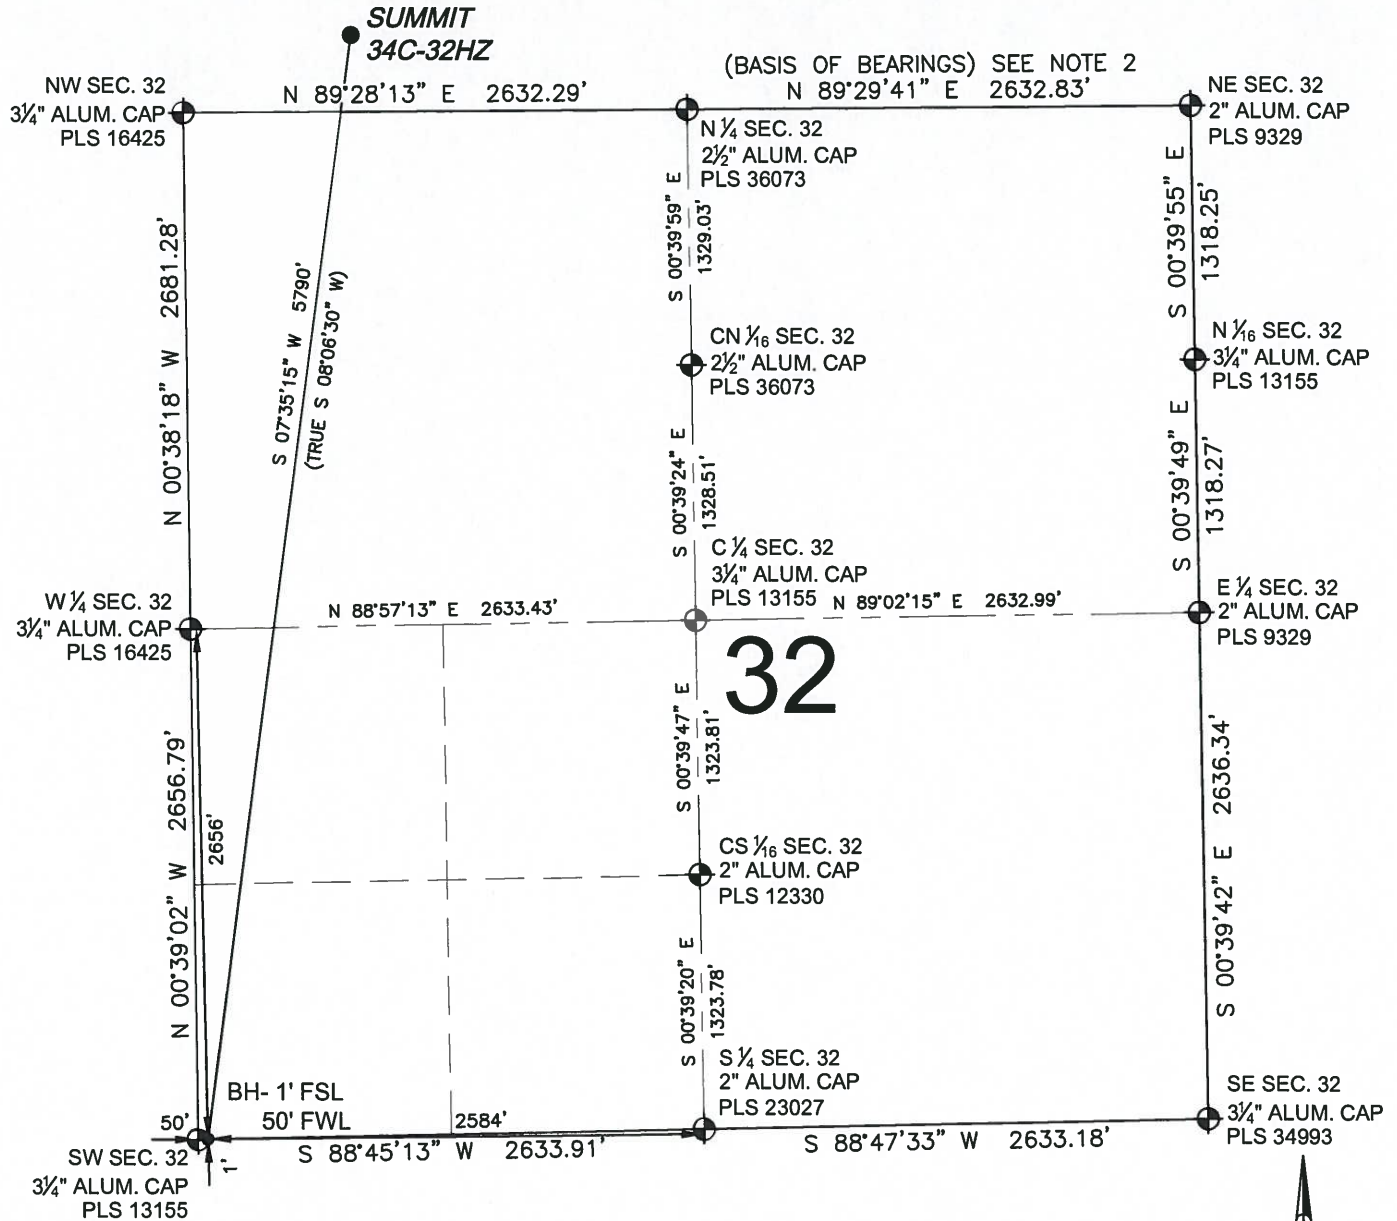 SUMMIT
34C-32HZ
(BASIS OF BEARINGS) SEE NOTE 2
N 89°28'13" E 2632.29'
N 89°29'41" E 2632.83'
NW SEC. 32
3¼" ALUM. CAP
PLS 16425
N ¼ SEC. 32
2½" ALUM. CAP
PLS 36073
NE SEC. 32
2" ALUM. CAP
PLS 9329
N 00°38'18" W 2681.28'
S 07°35'15" W 5790'
(TRUE S 08°06'30" W)
S 00°39'59" E
1329.03'
S 00°39'55" E
1318.25'
CN 1/16 SEC. 32
2½" ALUM. CAP
PLS 36073
N 1/16 SEC. 32
3¼" ALUM. CAP
PLS 13155
S 00°39'24" E
1328.51'
S 00°39'49" E
1318.27'
C ¼ SEC. 32
3¼" ALUM. CAP
PLS 13155
W ¼ SEC. 32
3¼" ALUM. CAP
PLS 16425
N 88°57'13" E 2633.43'
N 89°02'15" E 2632.99'
E ¼ SEC. 32
2" ALUM. CAP
PLS 9329
32
N 00°39'02" W 2656.79'
2656'
S 00°39'47" E
1323.81'
S 00°39'42" E 2636.34'
CS 1/16 SEC. 32
2" ALUM. CAP
PLS 12330
S 00°39'20" E
1323.78'
S ¼ SEC. 32
2" ALUM. CAP
PLS 23027
BH- 1' FSL
50' FWL
50'
2584'
1'
S 88°45'13" W 2633.91'
S 88°47'33" W 2633.18'
SE SEC. 32
3¼" ALUM. CAP
PLS 34993
SW SEC. 32
3¼" ALUM. CAP
PLS 13155